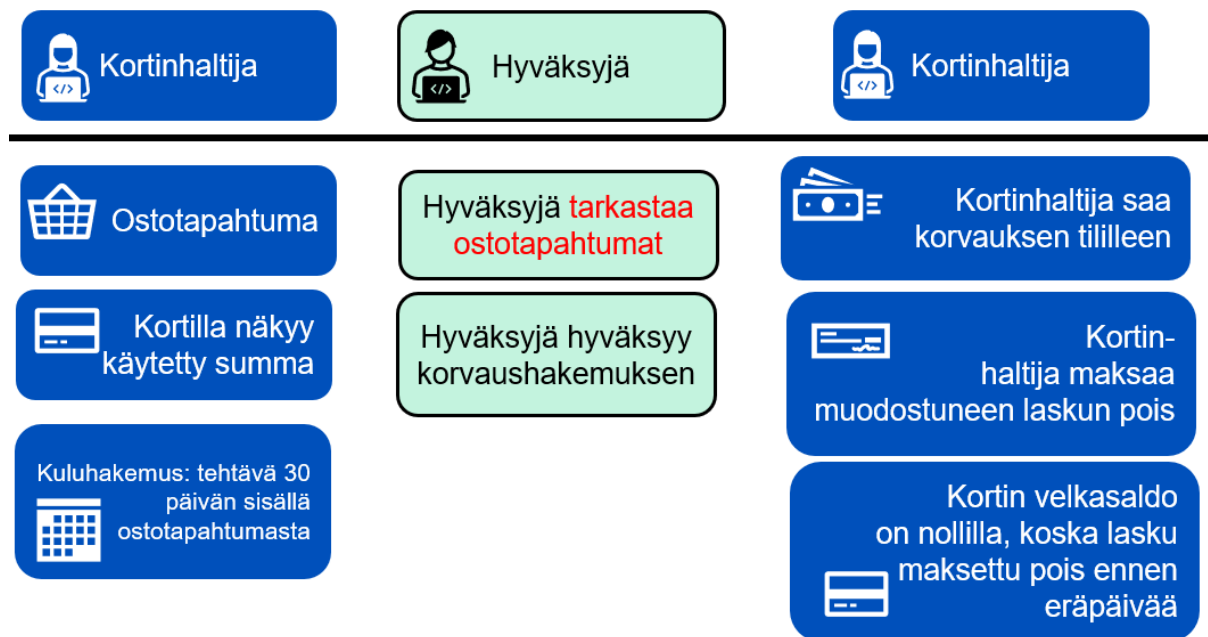 Kortinhaltija
Hyväksyjä
Kortinhaltija
Ostotapahtuma
Kortilla näkyy
käytetty summa
Kuluhakemus: tehtävä 30
päivän sisällä
ostotapahtumasta
Hyväksyjä tarkastaa
ostotapahtumat
Hyväksyjä hyväksyy
korvaushakemuksen
Kortinhaltija saa
korvauksen tililleen
Kortin-
haltija maksaa
muodostuneen laskun pois
Kortin velkasaldo
on nollilla, koska lasku
maksettu pois ennen
eräpäivää